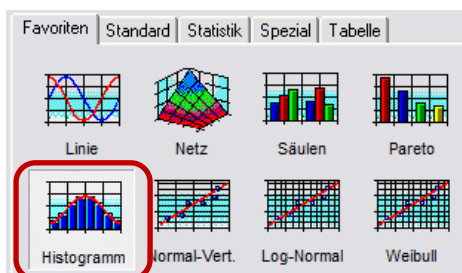 Favoriten Standard Statistik Spezial Tabelle
Linie Netz Säulen Pareto
Histogramm Normal-Vert. Log-Normal Weibull